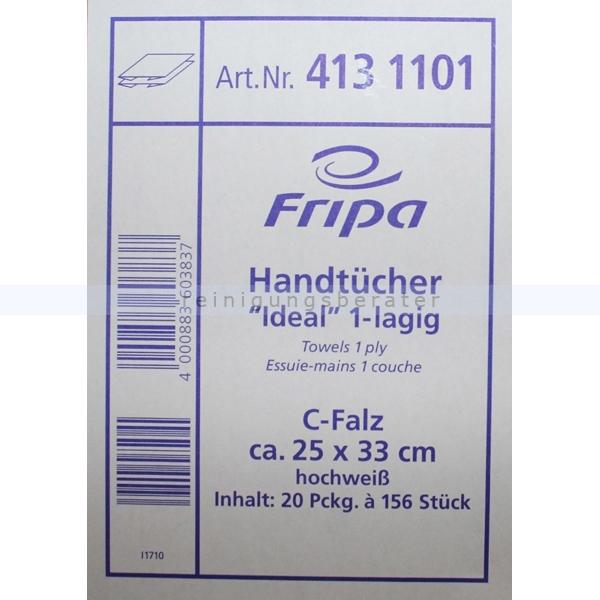 Art.Nr. 413 1101
Fripa
Handtücher
"Ideal" 1-lagig
reinigungsberater
Towels 1 ply
Essuie-mains 1 couche
C-Falz
ca. 25 x 33 cm
hochweiß
Inhalt: 20 Pckg. à 156 Stück
4 000883 603837
I1710